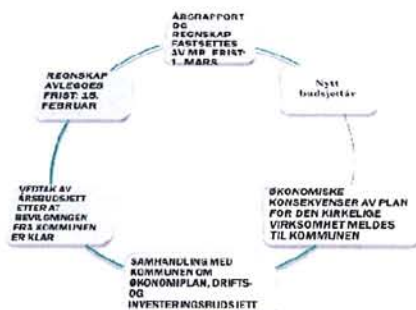 ÅRGRAPPORT
OG
REGNSKAP
FASTSETTES
AV MR. FRIST:
1. MARS
Nytt
budsjettår
ØKONOMISKE
KONSEKVENSER AV PLAN
FOR DEN KIRKELIGE
VIRKSOMHET MELDES
TIL KOMMUNEN
SAMHANDLING MED
KOMMUNEN OM
ØKONOMIPLAN, DRIFTS-
OG
INVESTERINGSBUDSJETT
VEDTAK AV
ÅRSBUDSJETT
ETTER AT
BEVILGNINGEN
FRA KOMMUNEN
ER KLAR
REGNSKAP
AVLEGGES
FRIST: 15.
FEBRUAR